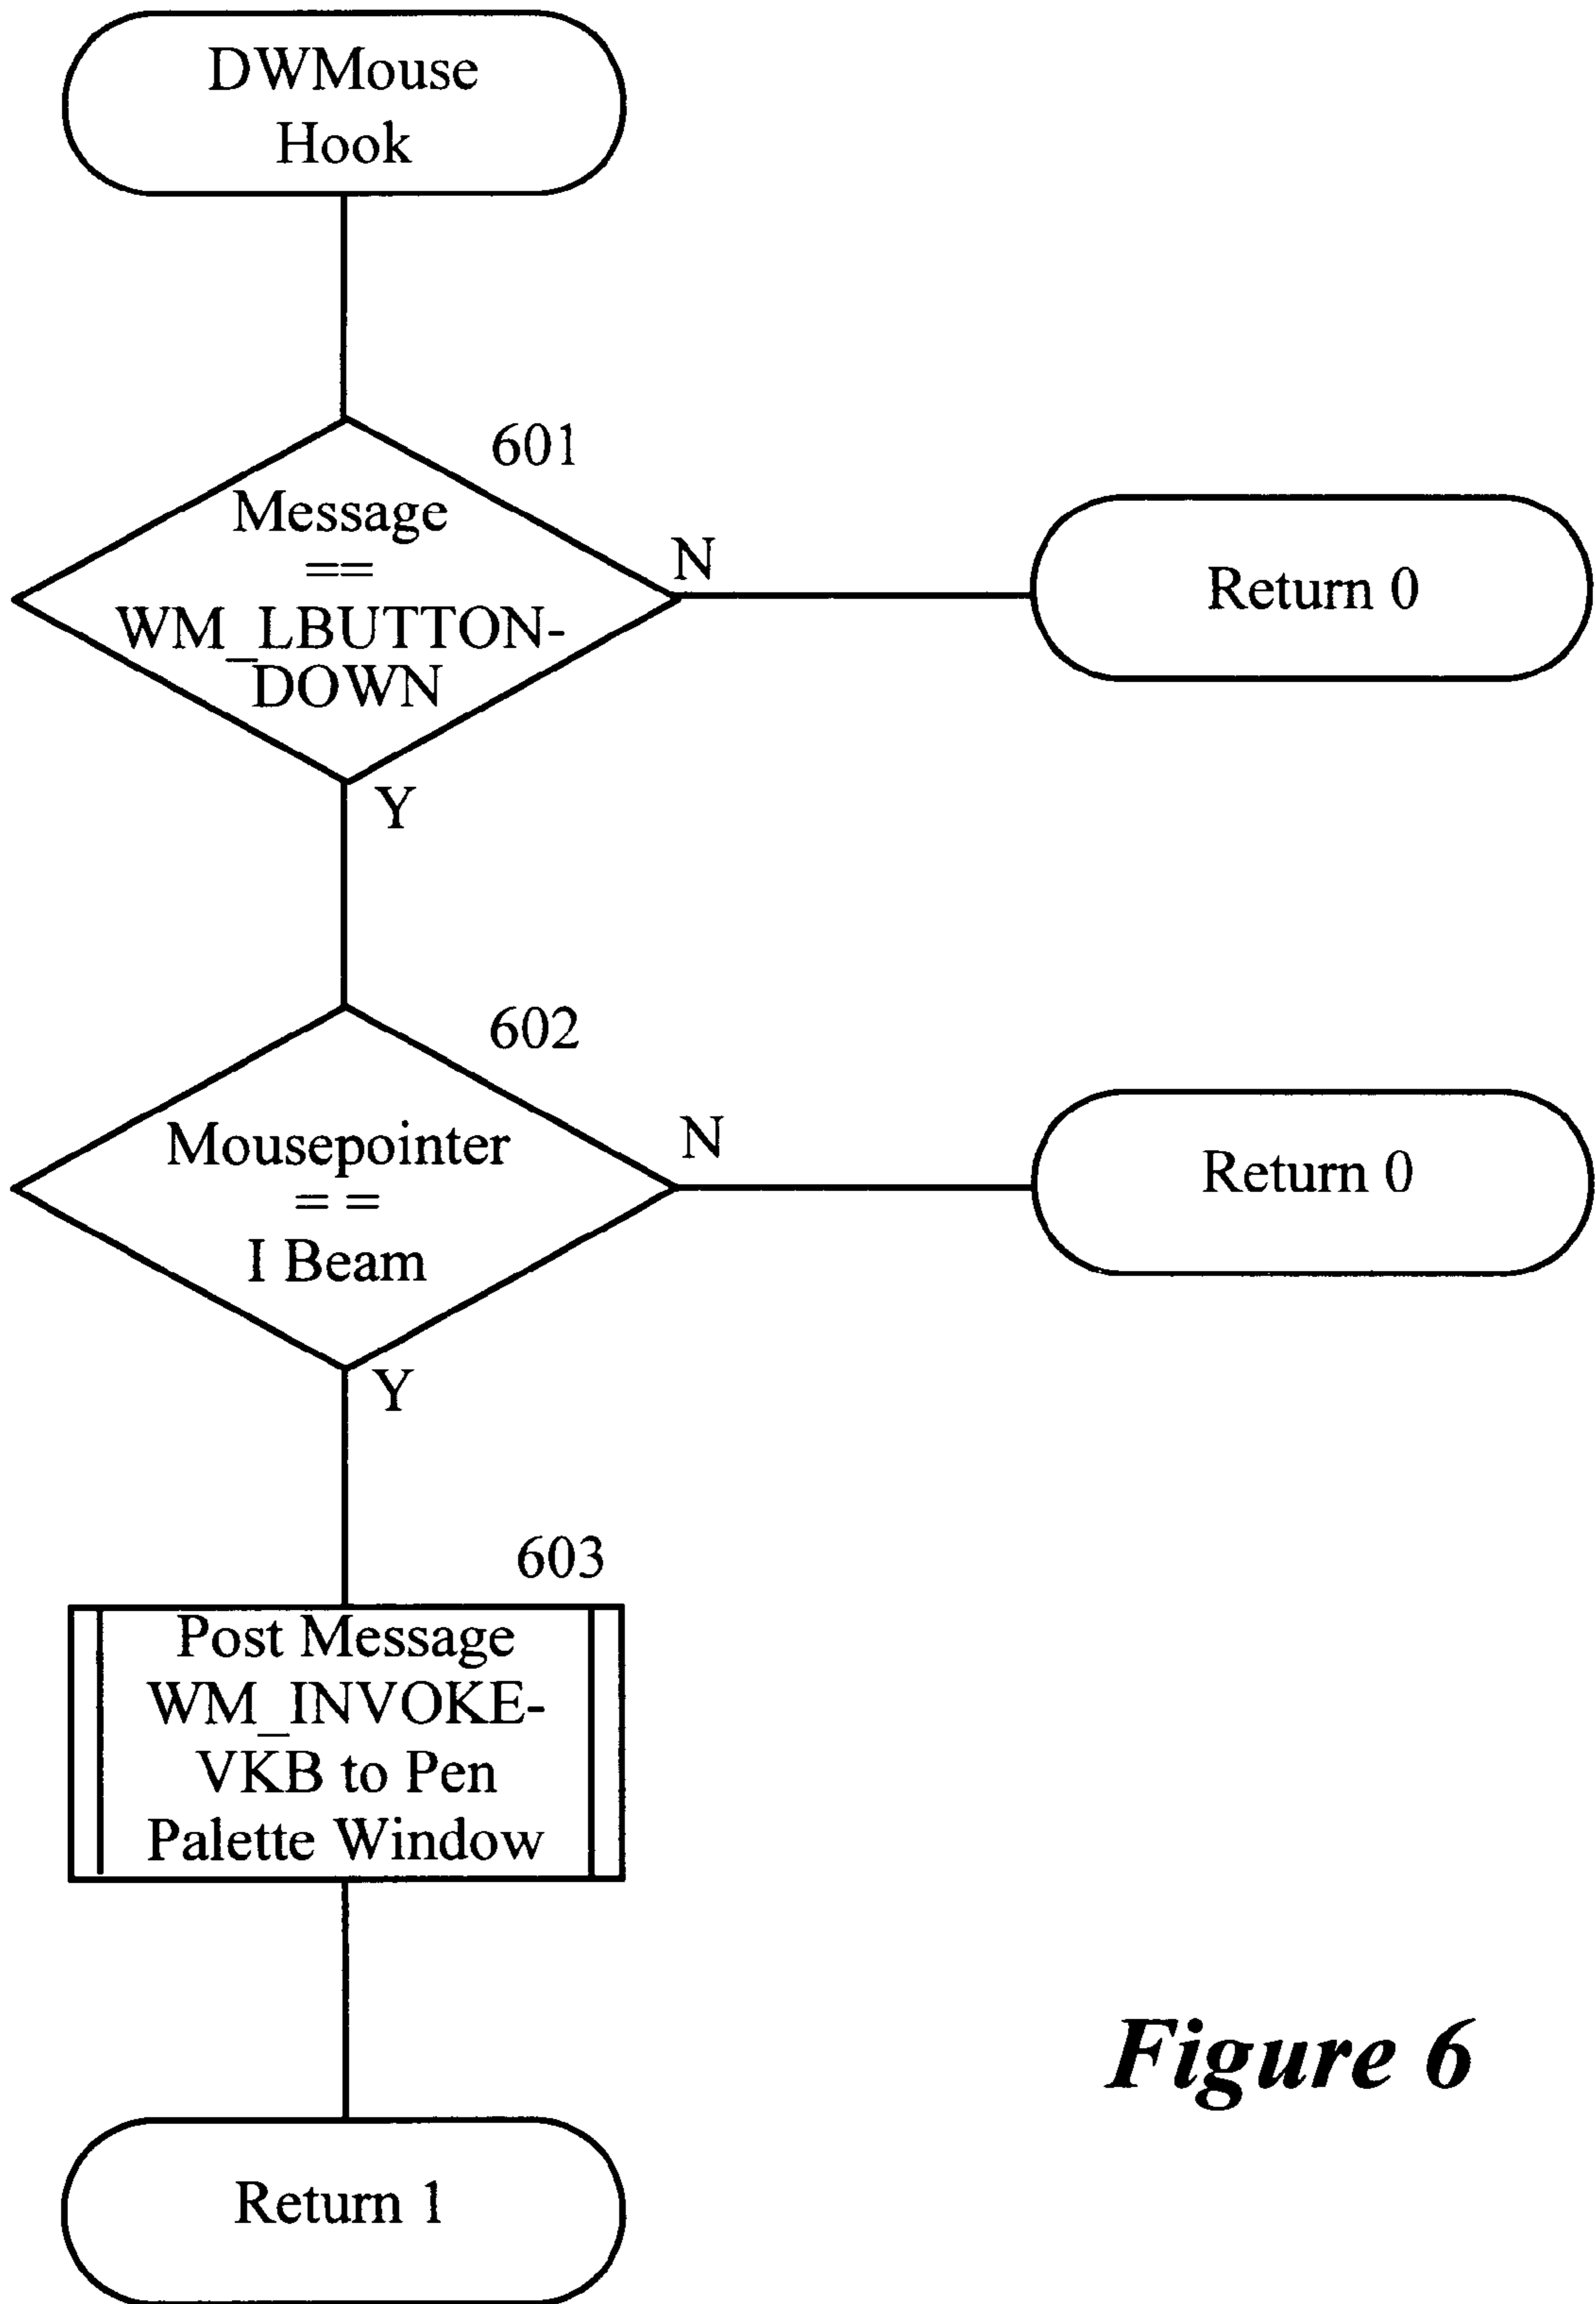 DWMouse
Hook
601
Message
==
WM_LBUTTON-
DOWN
N
Return 0
Y
602
Mousepointer
= =
I Beam
N
Return 0
Y
603
Post Message
WM_INVOKE-
VKB to Pen
Palette Window
Return 1
Figure 6